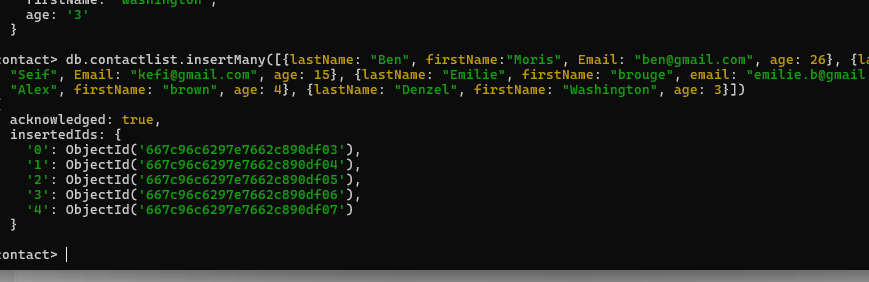 firstName: 'Washington',
age: '3'
}
contact> db.contactlist.insertMany([{lastName: "Ben", firstName:"Moris", Email: "ben@gmail.com", age: 26}, {l
"Seif", Email: "kefi@gmail.com", age: 15}, {lastName: "Emilie", firstName: "brouge", email: "emilie.b@gmail
"Alex", firstName: "brown", age: 4}, {lastName: "Denzel", firstName: "Washington", age: 3}])
{
acknowledged: true,
insertedIds: {
'0': ObjectId('667c96c6297e7662c890df03'),
'1': ObjectId('667c96c6297e7662c890df04'),
'2': ObjectId('667c96c6297e7662c890df05'),
'3': ObjectId('667c96c6297e7662c890df06'),
'4': ObjectId('667c96c6297e7662c890df07')
}
contact>